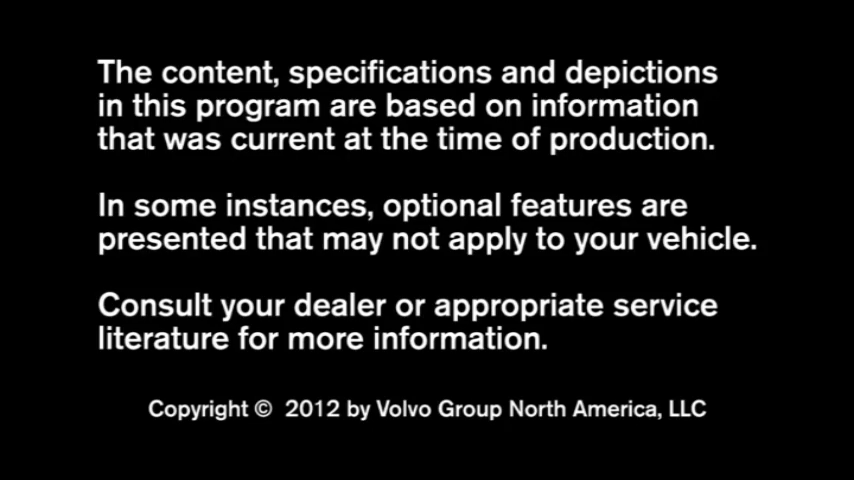 The content, specifications and depictions
in this program are based on information
that was current at the time of production.
In some instances, optional features are
presented that may not apply to your vehicle.
Consult your dealer or appropriate service
literature for more information.
Copyright © 2012 by Volvo Group North America, LLC